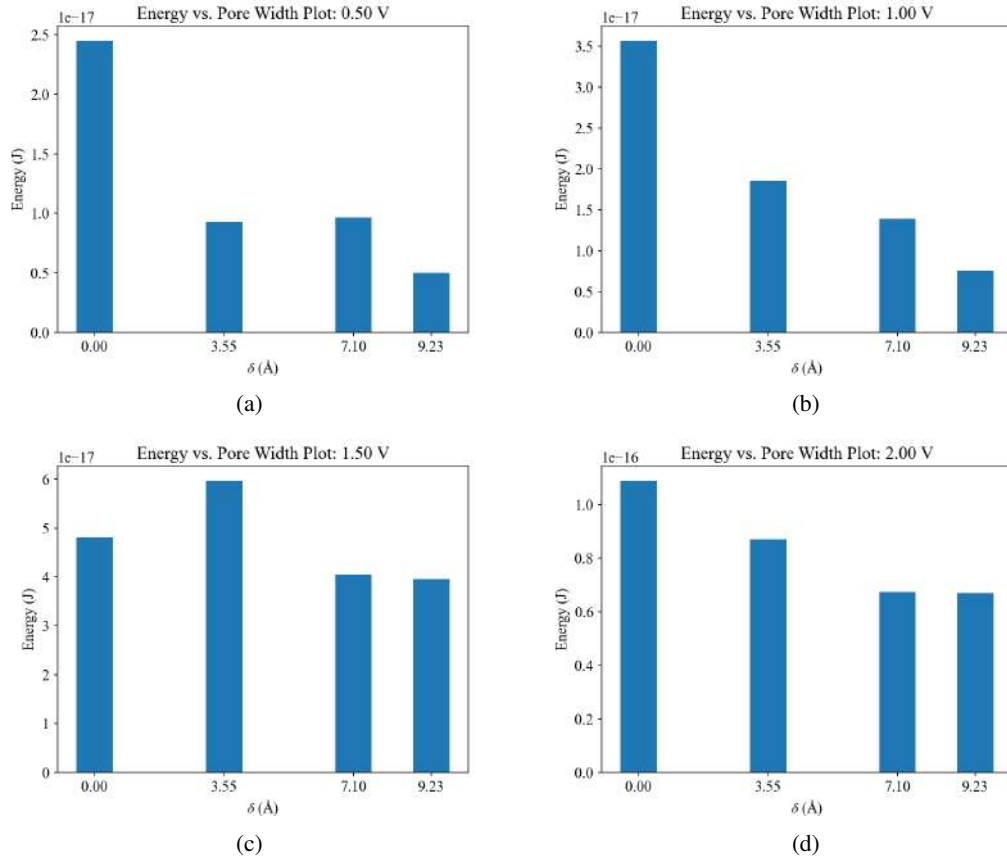 Energy vs. Pore Width Plot: 0.50 V
1e−17
2.5
2.0
1.5
1.0
0.5
0.0
Energy (J)
0.00 3.55 7.10 9.23
δ (Å)
(a)
Energy vs. Pore Width Plot: 1.00 V
1e−17
3.5
3.0
2.5
2.0
1.5
1.0
0.5
0.0
Energy (J)
0.00 3.55 7.10 9.23
δ (Å)
(b)
Energy vs. Pore Width Plot: 1.50 V
1e−17
6
5
4
3
2
1
0
Energy (J)
0.00 3.55 7.10 9.23
δ (Å)
(c)
Energy vs. Pore Width Plot: 2.00 V
1e−16
1.0
0.8
0.6
0.4
0.2
0.0
Energy (J)
0.00 3.55 7.10 9.23
δ (Å)
(d)